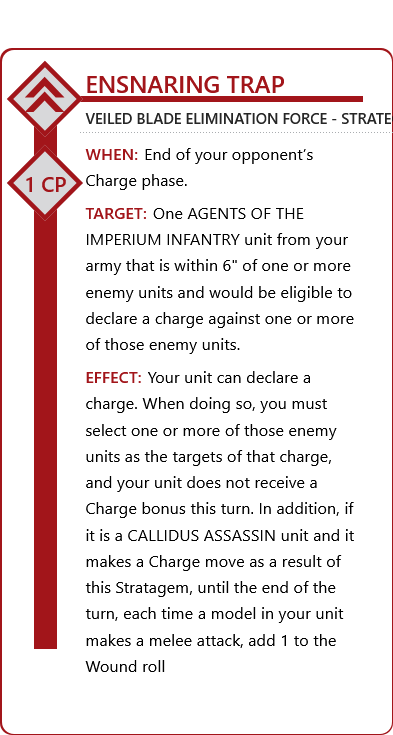 ENSNARING TRAP
VEILED BLADE ELIMINATION FORCE - STRATE
1 CP
WHEN: End of your opponent’s
Charge phase.
TARGET: One AGENTS OF THE
IMPERIUM INFANTRY unit from your
army that is within 6" of one or more
enemy units and would be eligible to
declare a charge against one or more
of those enemy units.
EFFECT: Your unit can declare a
charge. When doing so, you must
select one or more of those enemy
units as the targets of that charge,
and your unit does not receive a
Charge bonus this turn. In addition, if
it is a CALLIDUS ASSASSIN unit and it
makes a Charge move as a result of
this Stratagem, until the end of the
turn, each time a model in your unit
makes a melee attack, add 1 to the
Wound roll